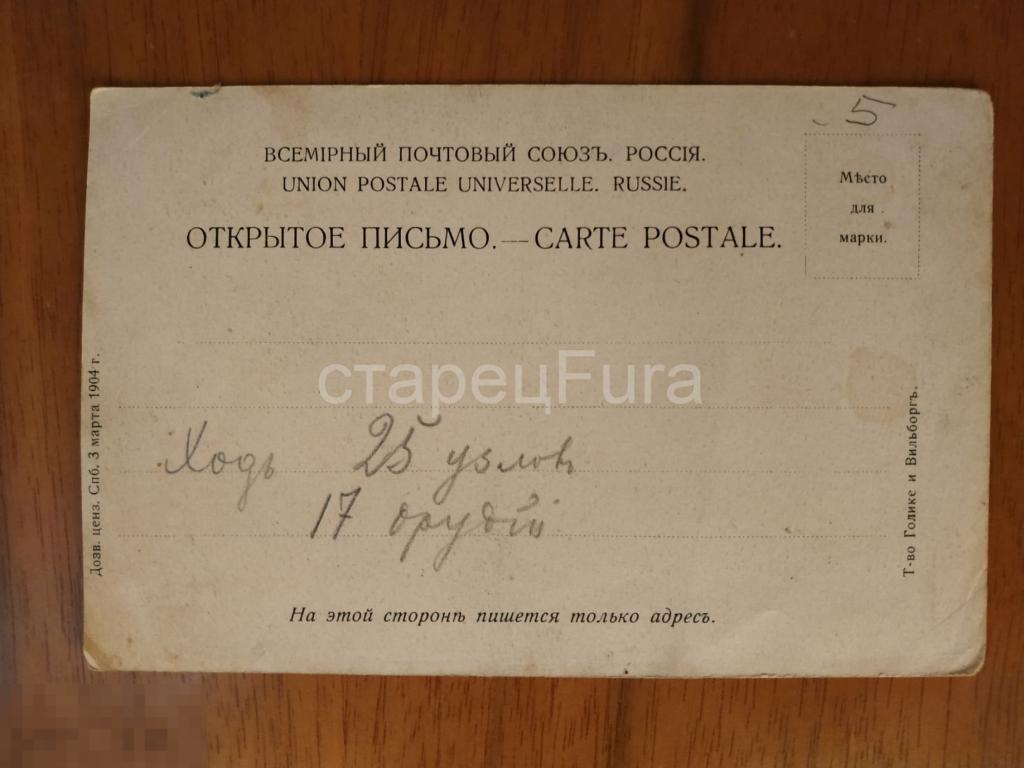 5
ВСЕМІРНЫЙ ПОЧТОВЫЙ СОЮЗЪ. РОССІЯ.
UNION POSTALE UNIVERSELLE. RUSSIE.
ОТКРЫТОЕ ПИСЬМО.—CARTE POSTALE.
Мѣсто
для
марки.
старецFura
Ходъ 25 узловъ
17 орудій
На этой сторонѣ пишется только адресъ.
Дозв. ценз. Спб. 3 марта 1904 г.
Т-во Голике и Вильборгъ.